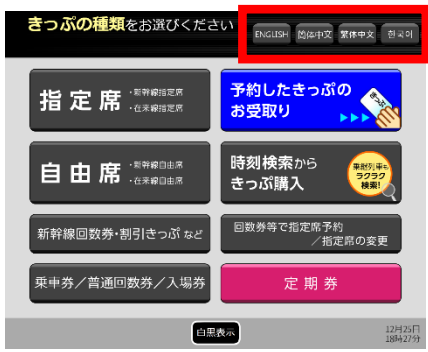 きっぷの種類をお選びください
ENGLISH 简体中文 繁体中文 한국어
指定席 ・新幹線指定席
・在来線指定席
予約したきっぷの
お受取り
きっぷ
自由席 ・新幹線自由席
・在来線自由席
時刻検索から
きっぷ購入
乗継列車も
ラクラク
検索!
新幹線回数券・割引きっぷ など
回数券等で指定席予約
／指定席の変更
乗車券／普通回数券／入場券
定期券
白黒表示
12月25日
18時27分